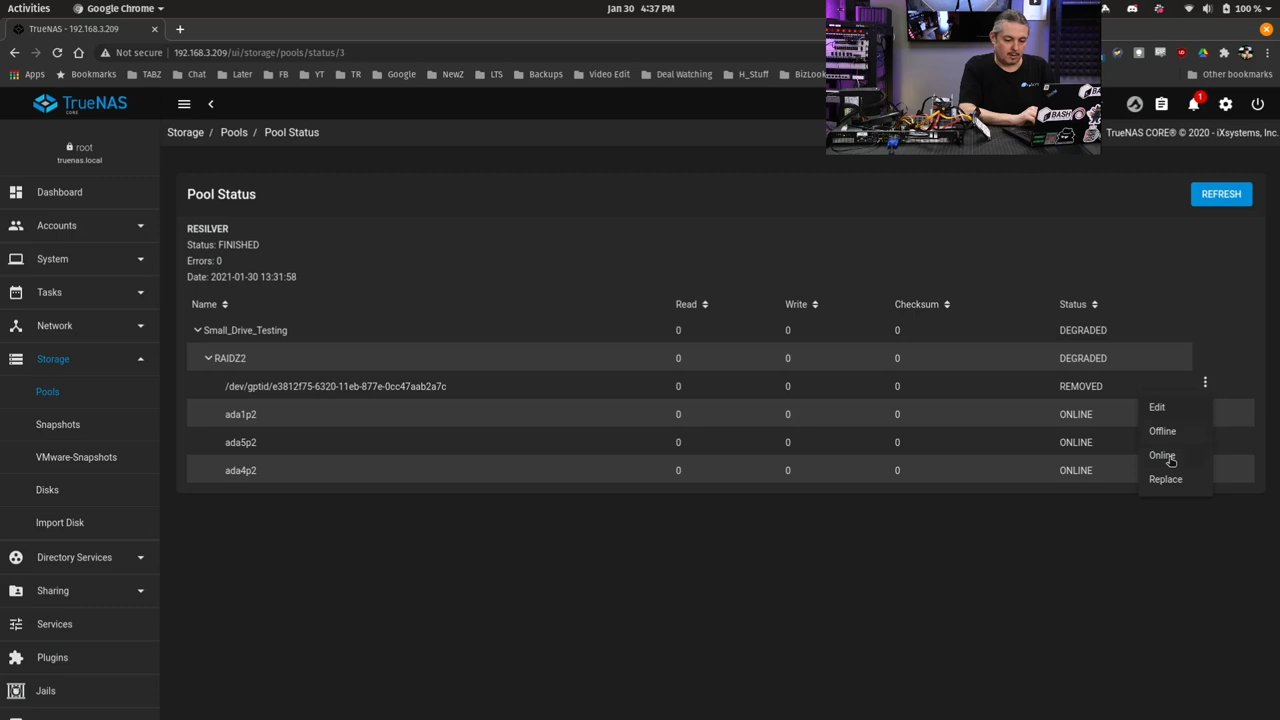 Activities
Google Chrome
Jan 30 4:37 PM
100 %
TrueNAS - 192.168.3.209
Not secure
192.168.3.209/ui/storage/pools/status/3
Apps
Bookmarks
TABZ
Chat
Later
FB
YT
TR
Google
NewZ
LTS
Backups
Video Edit
Deal Watching
H_Stuff
BizLook
Other bookmarks
TrueNAS
CORE
1
TrueNAS CORE® © 2020 - iXsystems, Inc
root
truenas.local
Storage / Pools / Pool Status
Dashboard
Accounts
System
Tasks
Network
Storage
Pools
Snapshots
VMware-Snapshots
Disks
Import Disk
Directory Services
Sharing
Services
Plugins
Jails
Pool Status
REFRESH
RESILVER
Status: FINISHED
Errors: 0
Date: 2021-01-30 13:31:58
Name Read Write Checksum Status
Small_Drive_Testing 0 0 0 DEGRADED
RAIDZ2 0 0 0 DEGRADED
/dev/gptid/e3812f75-6320-11eb-877e-0cc47aab2a7c 0 0 0 REMOVED
ada1p2 0 0 0 ONLINE
ada5p2 0 0 0 ONLINE
ada4p2 0 0 0 ONLINE
Edit
Offline
Online
Replace
BASH